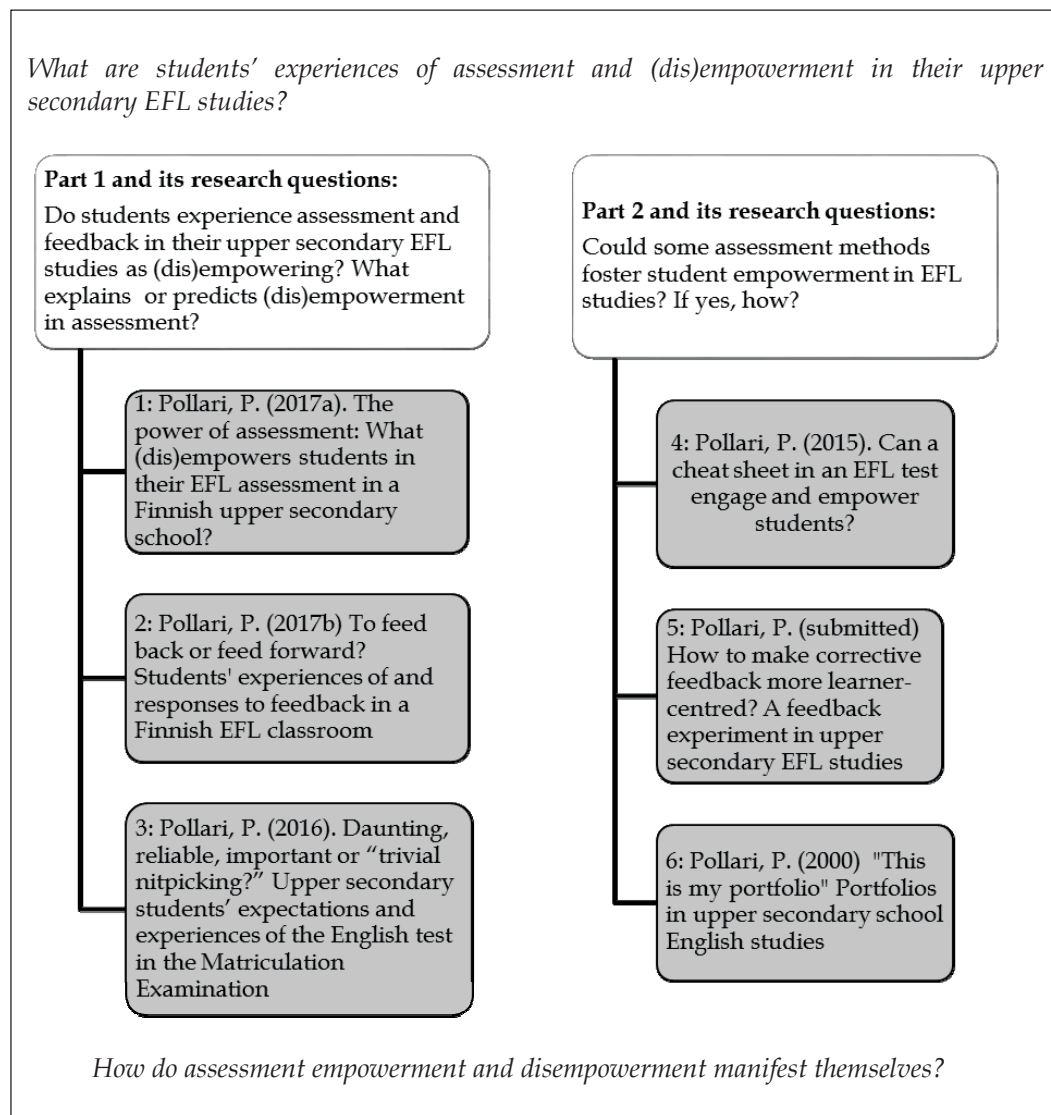 What are students’ experiences of assessment and (dis)empowerment in their upper
secondary EFL studies?
Part 1 and its research questions:
Do students experience assessment and
feedback in their upper secondary EFL
studies as (dis)empowering? What
explains or predicts (dis)empowerment
in assessment?
1: Pollari, P. (2017a). The
power of assessment: What
(dis)empowers students in
their EFL assessment in a
Finnish upper secondary
school?
2: Pollari, P. (2017b) To feed
back or feed forward?
Students' experiences of and
responses to feedback in a
Finnish EFL classroom
3: Pollari, P. (2016). Daunting,
reliable, important or “trivial
nitpicking?” Upper secondary
students’ expectations and
experiences of the English test
in the Matriculation
Examination
Part 2 and its research questions:
Could some assessment methods
foster student empowerment in EFL
studies? If yes, how?
4: Pollari, P. (2015). Can a
cheat sheet in an EFL test
engage and empower
students?
5: Pollari, P. (submitted)
How to make corrective
feedback more learner-
centred? A feedback
experiment in upper
secondary EFL studies
6: Pollari, P. (2000) "This
is my portfolio" Portfolios
in upper secondary school
English studies
How do assessment empowerment and disempowerment manifest themselves?